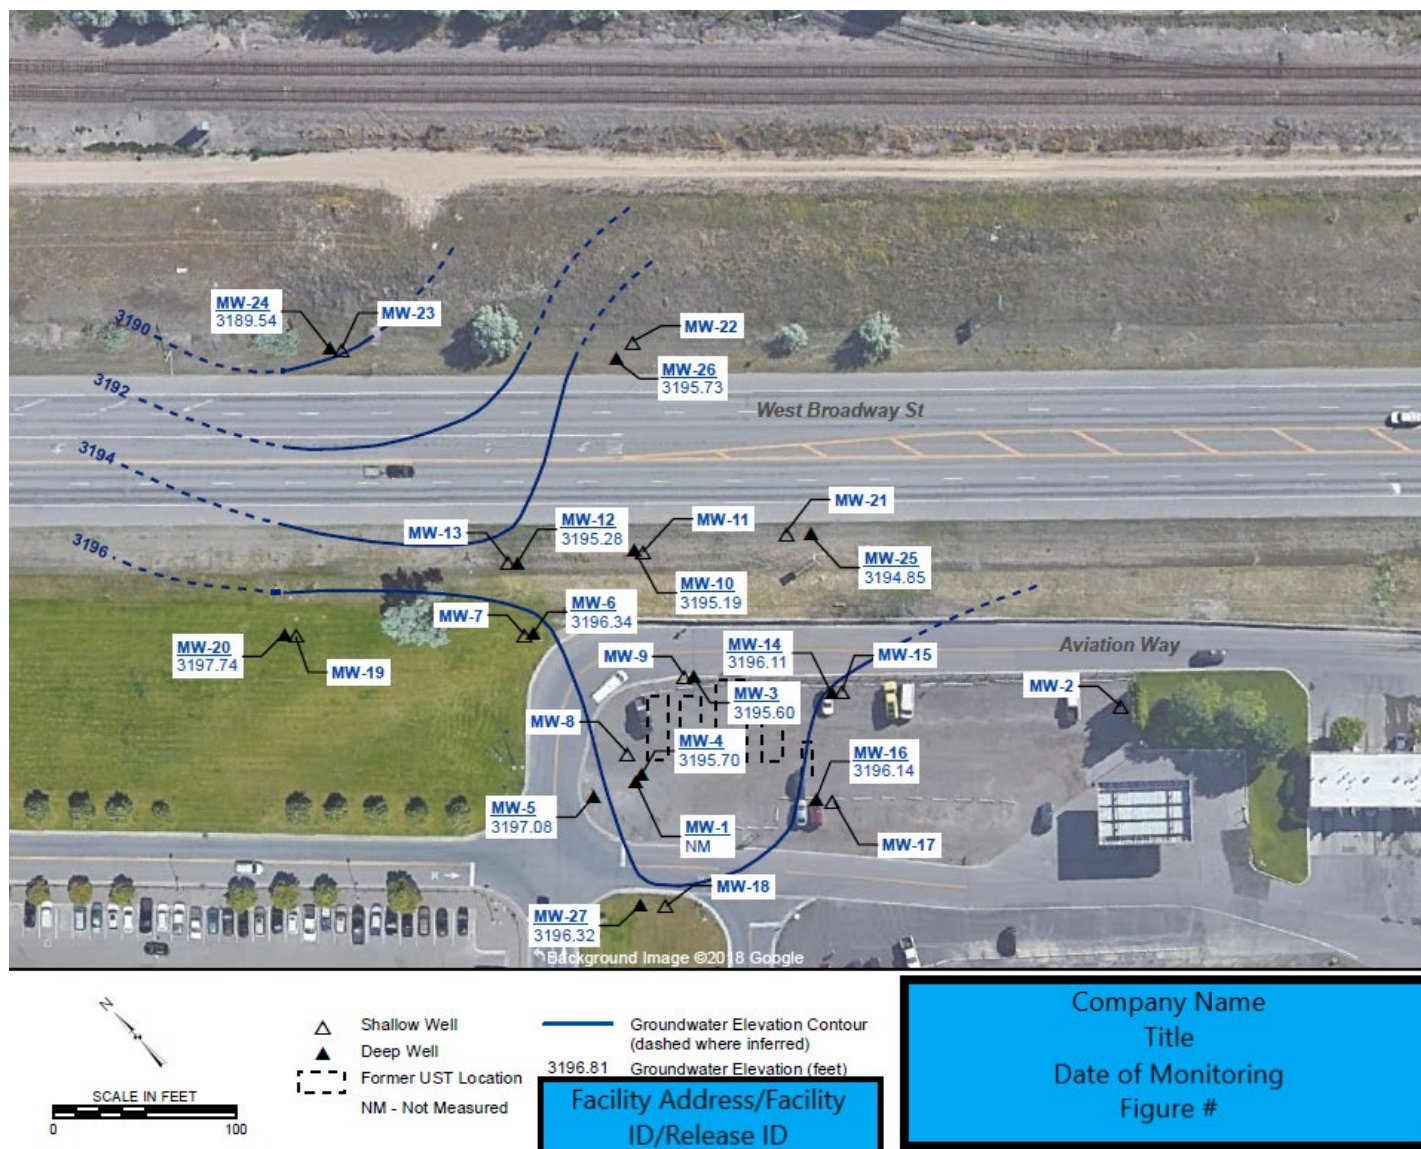 MW-24
3189.54
MW-23
3190
MW-22
MW-26
3195.73
3192
West Broadway St
3194
MW-21
MW-13
MW-12
3195.28
MW-11
3196
MW-25
3194.85
MW-10
3195.19
MW-7
MW-6
3196.34
MW-20
3197.74
MW-19
MW-9
MW-14
3196.11
MW-15
Aviation Way
MW-2
MW-3
3195.60
MW-8
MW-4
3195.70
MW-16
3196.14
MW-5
3197.08
MW-1
NM
MW-17
MW-18
MW-27
3196.32
Background Image ©2018 Google
N
SCALE IN FEET
0 100
Shallow Well
Deep Well
Former UST Location
NM - Not Measured
Groundwater Elevation Contour
(dashed where inferred)
3196.81 Groundwater Elevation (feet)
Facility Address/Facility
ID/Release ID
Company Name
Title
Date of Monitoring
Figure #